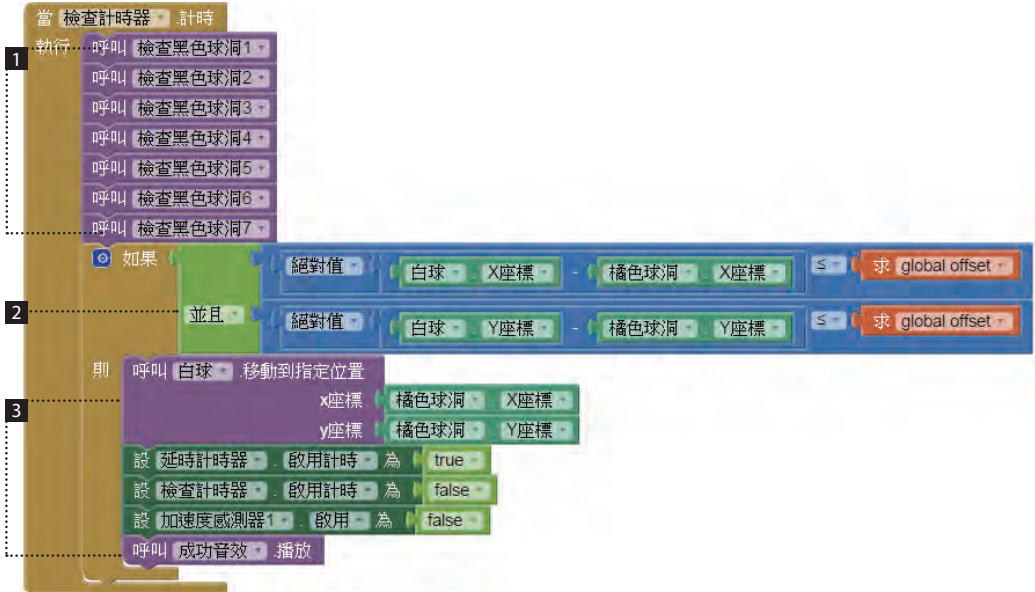 當 檢查計時器 .計時
1 執行 呼叫 檢查黑色球洞1
呼叫 檢查黑色球洞2
呼叫 檢查黑色球洞3
呼叫 檢查黑色球洞4
呼叫 檢查黑色球洞5
呼叫 檢查黑色球洞6
呼叫 檢查黑色球洞7
如果 絕對值 白球 . X座標 - 橘色球洞 . X座標 ≤ 求 global offset
2 並且 絕對值 白球 . Y座標 - 橘色球洞 . Y座標 ≤ 求 global offset
則 呼叫 白球 .移動到指定位置
3 x座標 橘色球洞 . X座標
y座標 橘色球洞 . Y座標
設 延時計時器 . 啟用計時 為 true
設 檢查計時器 . 啟用計時 為 false
設 加速度感測器1 . 啟用 為 false
呼叫 成功音效 .播放